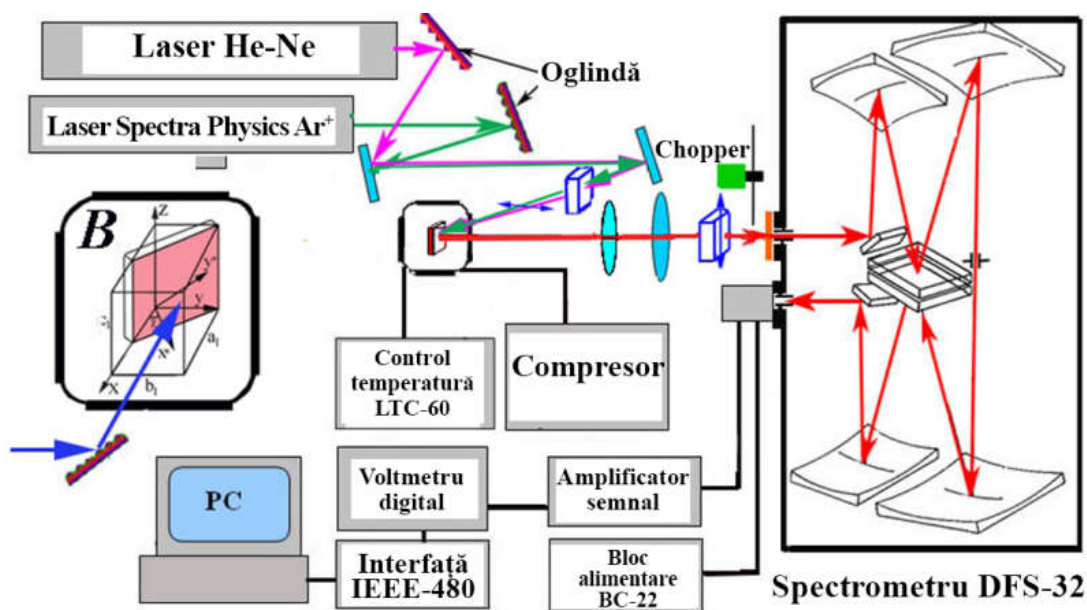 Laser He-Ne
Oglindă
Laser Spectra Physics Ar+
Chopper
B
z
y"
y
x'
x
a₁
b₁
Control
temperatură
LTC-60
Compresor
Voltmetru
digital
Amplificator
semnal
PC
Interfață
IEEE-480
Bloc
alimentare
BC-22
Spectrometru DFS-32